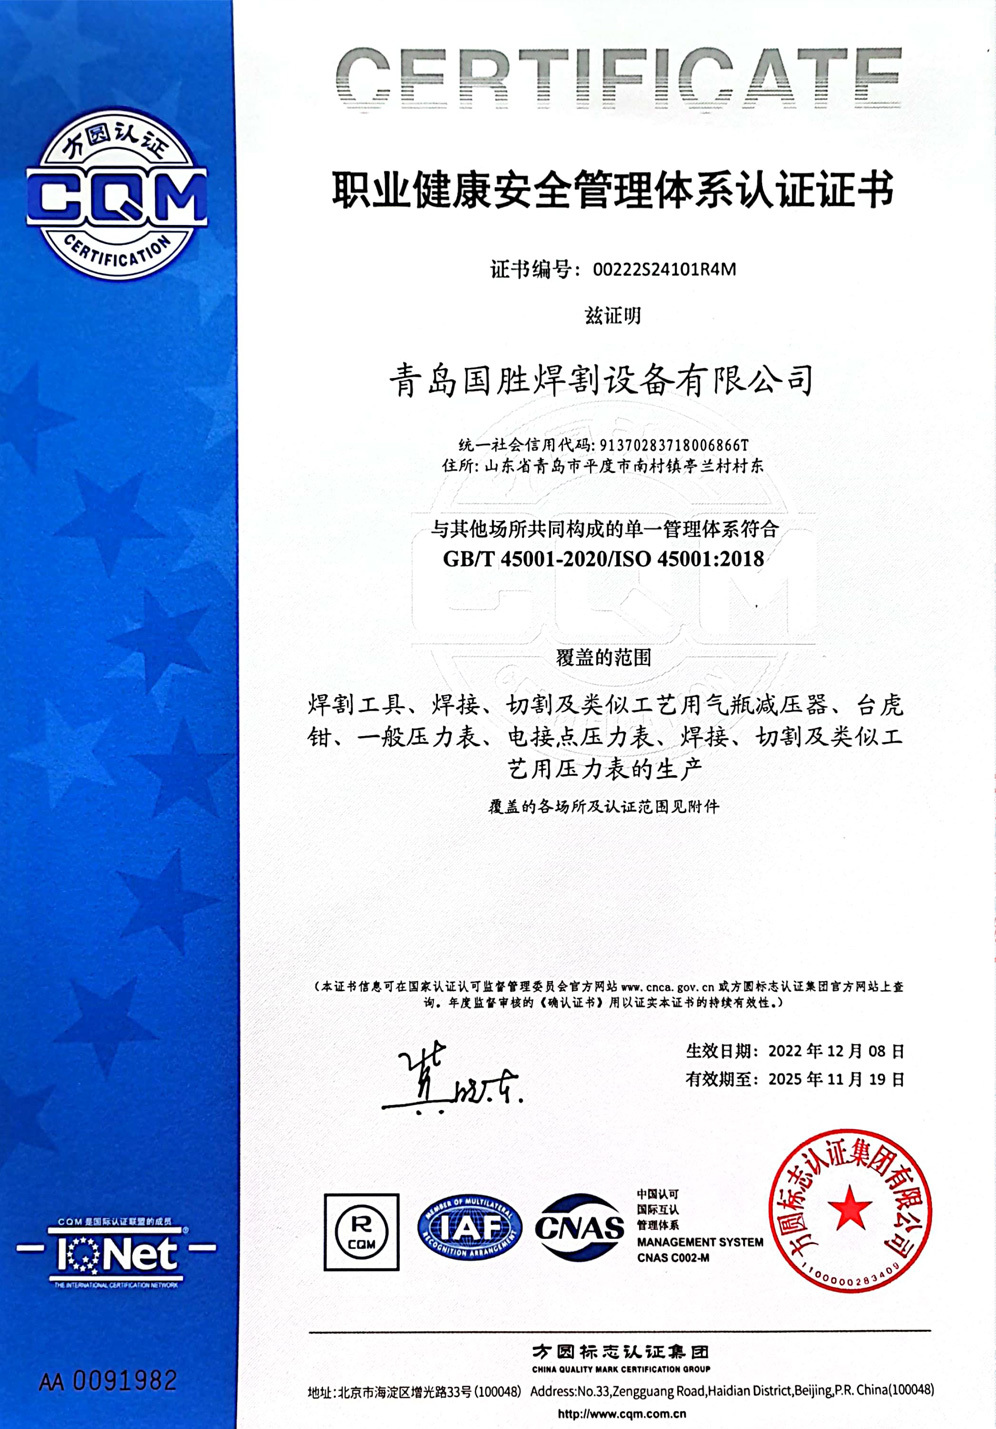 CERTIFICATE
方圆认证
CQM
CERTIFICATION
职业健康安全管理体系认证证书
证书编号：00222S24101R4M
兹证明
青岛国胜焊割设备有限公司
统一社会信用代码：91370283718006866T
住所：山东省青岛市平度市南村镇亭兰村村东
与其他场所共同构成的单一管理体系符合
GB/T 45001-2020/ISO 45001:2018
覆盖的范围
焊割工具、焊接、切割及类似工艺用气瓶减压器、台虎
钳、一般压力表、电接点压力表、焊接、切割及类似工
艺用压力表的生产
覆盖的各场所及认证范围见附件
（本证书信息可在国家认证认可监督管理委员会官方网站www.cnca.gov.cn或方圆标志认证集团官方网站上查
询。年度监督审核的《确认证书》用以证实本证书的持续有效性。）
生效日期：2022 年 12 月 08 日
有效期至：2025 年 11 月 19 日
R
CQM
MEMBER OF MULTILATERAL
IAF
RECOGNITION ARRANGEMENT
CNAS
中国认可
国际互认
管理体系
MANAGEMENT SYSTEM
CNAS C002-M
方圆标志认证集团有限公司
1100000283409
CQM 是国际认证联盟的成员
IQNet®
THE INTERNATIONAL CERTIFICATION NETWORK
AA 0091982
方圆标志认证集团
CHINA QUALITY MARK CERTIFICATION GROUP
地址：北京市海淀区增光路33号（100048） Address:No.33,Zengguang Road,Haidian District,Beijing,P.R. China(100048)
http://www.cqm.com.cn